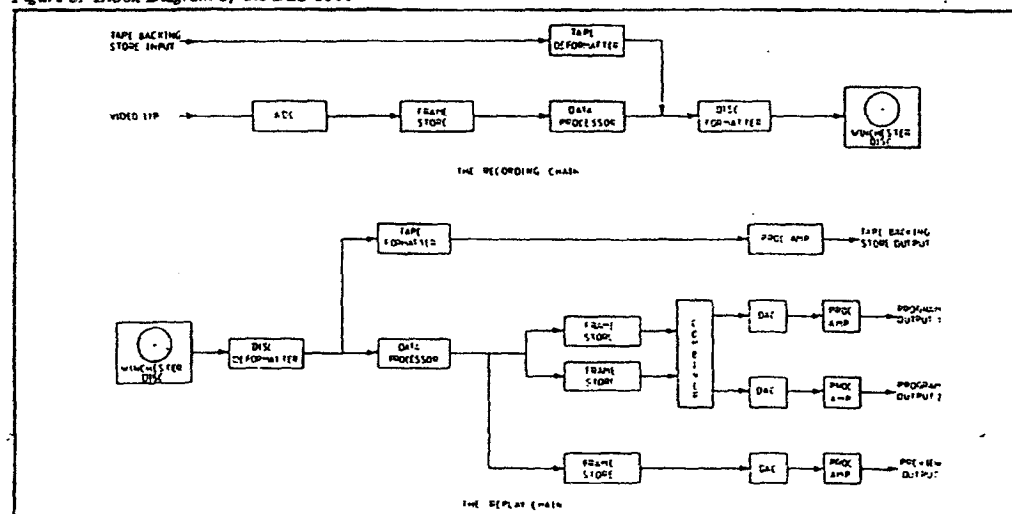 TAPE BACKING
STORE INPUT
TAPE
DEFORMATTER
VIDEO I/P
ADC
FRAME
STORE
DATA
PROCESSOR
DISC
FORMATTER
WINCHESTER
DISC
THE RECORDING CHAIN
TAPE
FORMATTER
PROC AMP
TAPE BACKING
STORE OUTPUT
WINCHESTER
DISC
DISC
DEFORMATTER
DATA
PROCESSOR
FRAME
STORE
FRAME
STORE
DAC
PROC
AMP
PROGRAM
OUTPUT 1
DAC
PROC
AMP
PROGRAM
OUTPUT 2
FRAME
STORE
DAC
PROC
AMP
PREVIEW
OUTPUT
THE REPLAY CHAIN